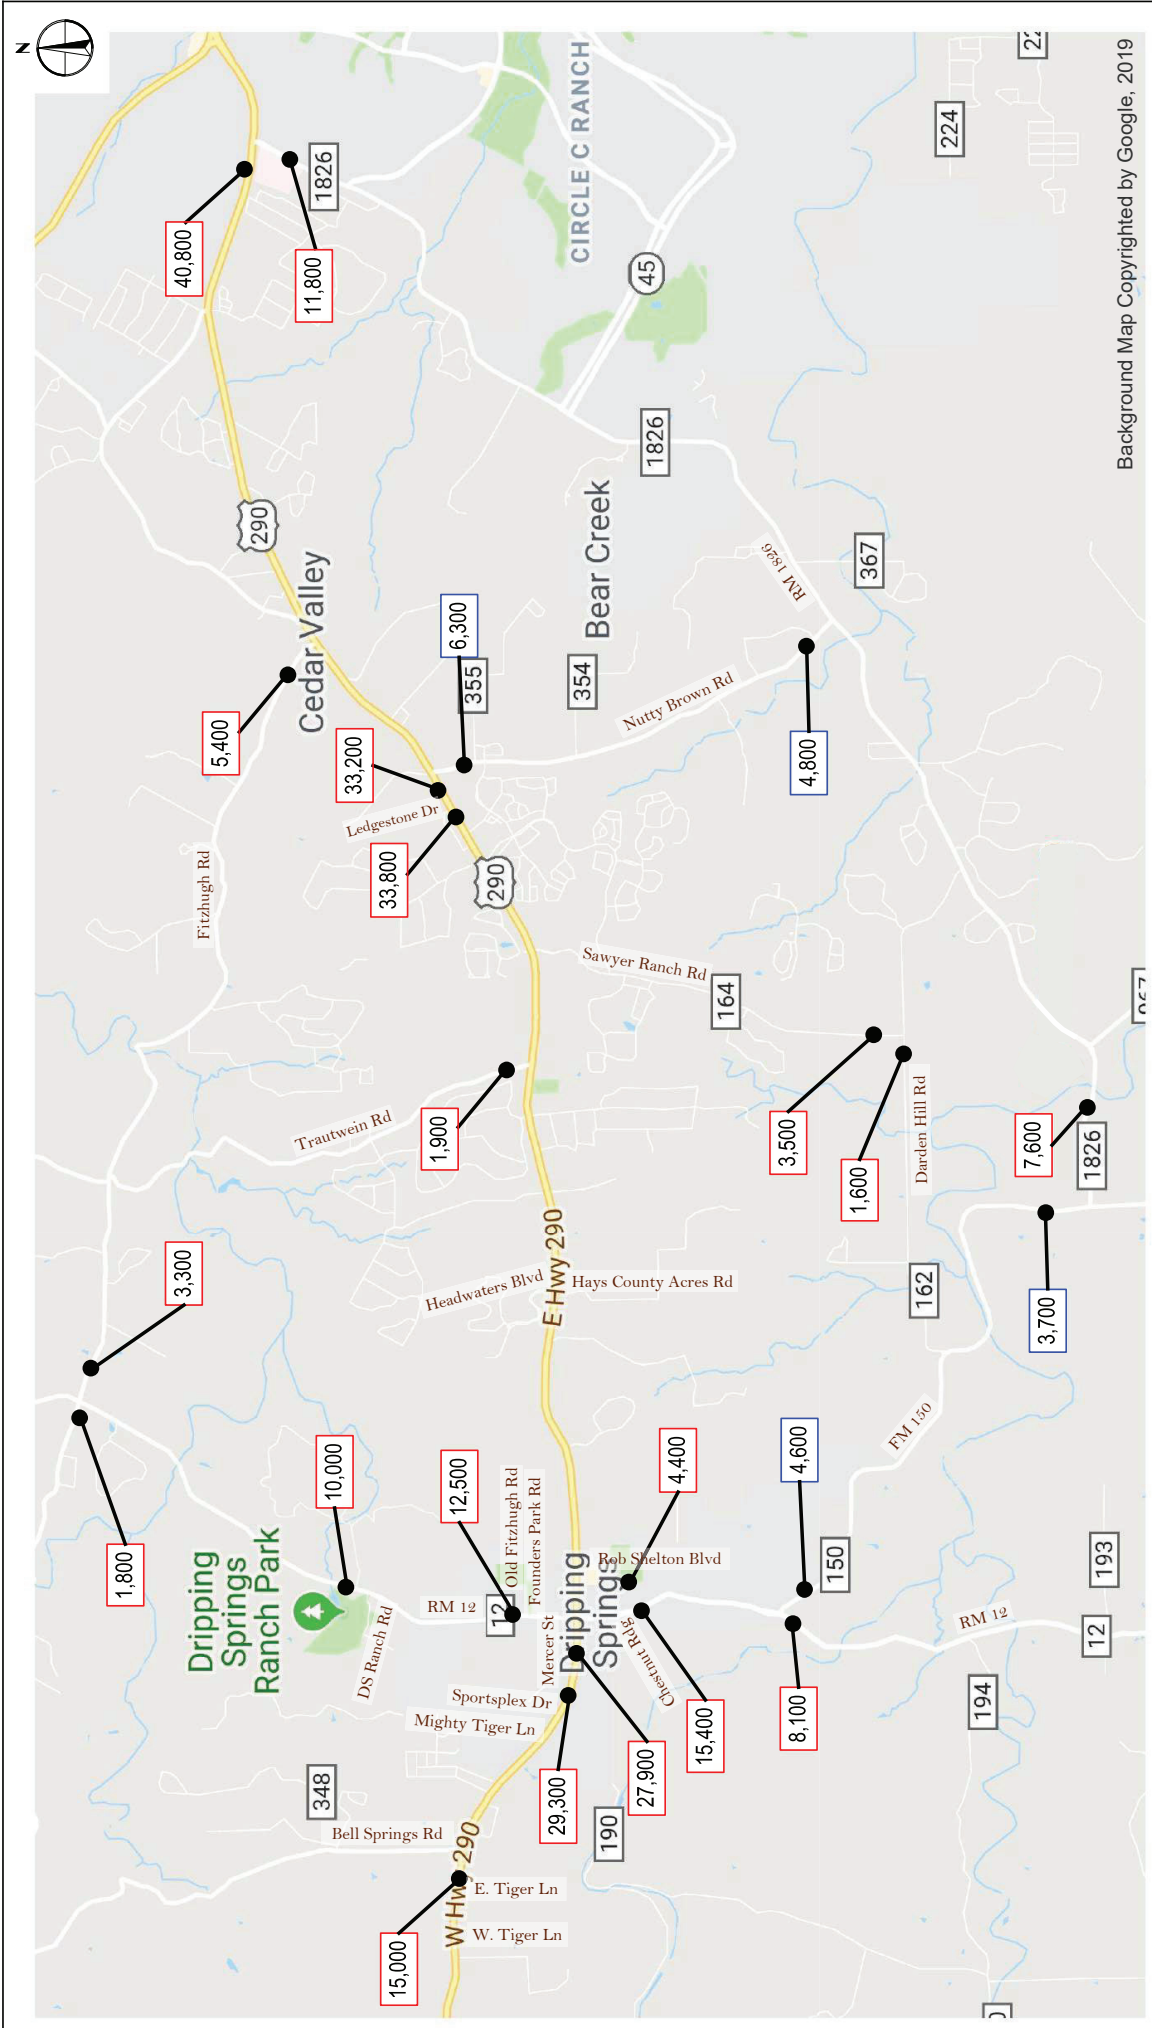 N
1,800
3,300
Dripping
Springs
Ranch Park
10,000
DS Ranch Rd
RM 12
12
12,500
Old Fitzhugh Rd
Founders Park Rd
Mercer St
Sportsplex Dr
Mighty Tiger Ln
348
Bell Springs Rd
W Hwy 290
15,000
E. Tiger Ln
W. Tiger Ln
29,300
27,900
190
Dripping
Springs
Rob Shelton Blvd
Chestnut Rdg
15,400
4,400
8,100
4,600
150
FM 150
RM 12
12
193
194
162
3,700
7,600
1826
Darden Hill Rd
1,600
3,500
164
Sawyer Ranch Rd
E Hwy 290
Headwaters Blvd
Hays County Acres Rd
Trautwein Rd
1,900
Fitzhugh Rd
5,400
Cedar Valley
290
33,800
33,200
Ledgestone Dr
290
6,300
355
354
Bear Creek
Nutty Brown Rd
4,800
RM 1826
367
1826
45
CIRCLE C RANCH
40,800
11,800
1826
224
Background Map Copyrighted by Google, 2019